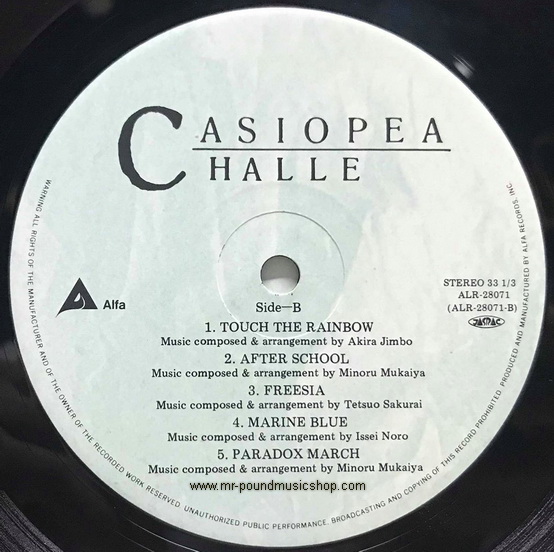 CASIOPEA
HALLE
Alfa
STEREO 33 1/3
ALR-28071
(ALR-28071-B)
JASRAC
Side—B
1. TOUCH THE RAINBOW
Music composed & arrangement by Akira Jimbo
2. AFTER SCHOOL
Music composed & arrangement by Minoru Mukaiya
3. FREESIA
Music composed & arrangement by Tetsuo Sakurai
4. MARINE BLUE
Music composed & arrangement by Issei Noro
5. PARADOX MARCH
Music composed & arrangement by Minoru Mukaiya
www.mr-poundmusicshop.com
WARNING: ALL RIGHTS OF THE MANUFACTURER AND OF THE OWNER OF THE RECORDED WORK RESERVED. UNAUTHORIZED PUBLIC PERFORMANCE, BROADCASTING AND COPYING OF THIS RECORD PROHIBITED. PRODUCED AND MANUFACTURED BY ALFA RECORDS, INC.